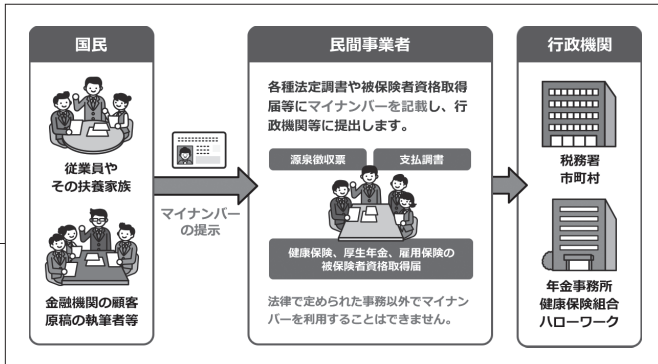 国民
従業員や
その扶養家族
金融機関の顧客
原稿の執筆者等
マイナンバー
の提示
民間事業者
各種法定調書や被保険者資格取得
届等にマイナンバーを記載し、行
政機関等に提出します。
源泉徴収票
支払調書
健康保険、厚生年金、雇用保険の
被保険者資格取得届
法律で定められた事務以外でマイナン
バーを利用することはできません。
行政機関
税務署
市町村
年金事務所
健康保険組合
ハローワーク